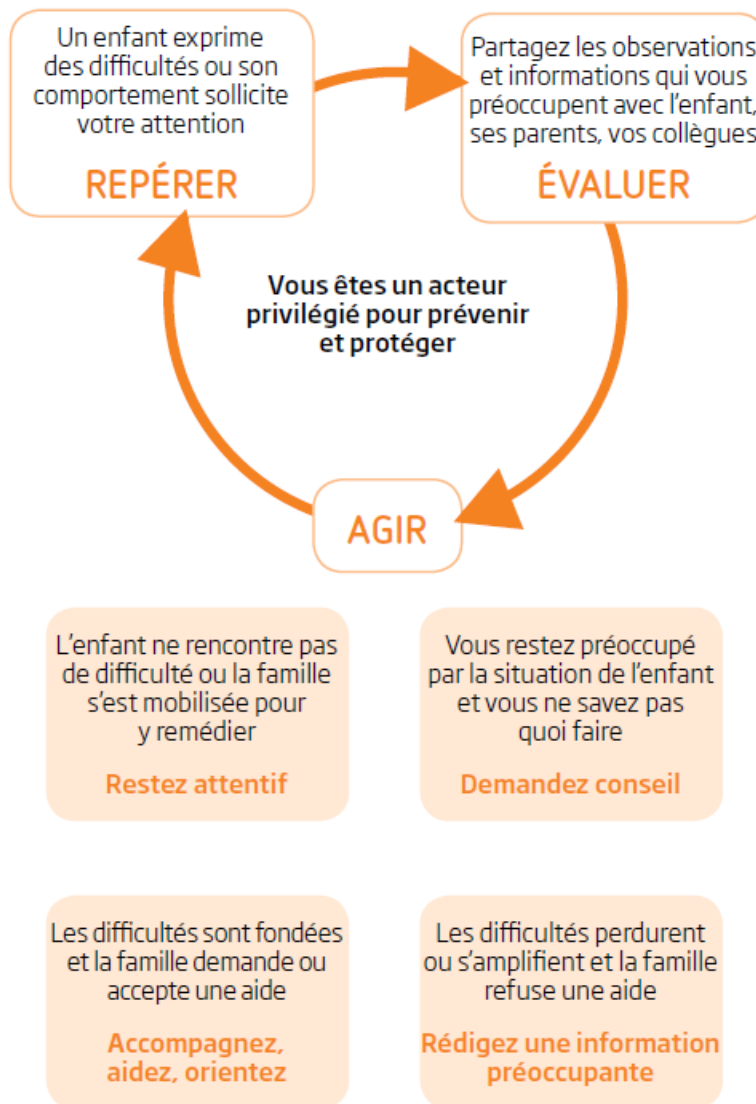 Un enfant exprime
des difficultés ou son
comportement sollicite
votre attention
REPÉRER
Partagez les observations
et informations qui vous
préoccupent avec l'enfant,
ses parents, vos collègues
ÉVALUER
Vous êtes un acteur
privilégié pour prévenir
et protéger
AGIR
L'enfant ne rencontre pas
de difficulté ou la famille
s'est mobilisée pour
y remédier
Restez attentif
Vous restez préoccupé
par la situation de l'enfant
et vous ne savez pas
quoi faire
Demandez conseil
Les difficultés sont fondées
et la famille demande ou
accepte une aide
Accompagnez,
aidez, orientez
Les difficultés perdurent
ou s'amplifient et la famille
refuse une aide
Rédigez une information
préoccupante